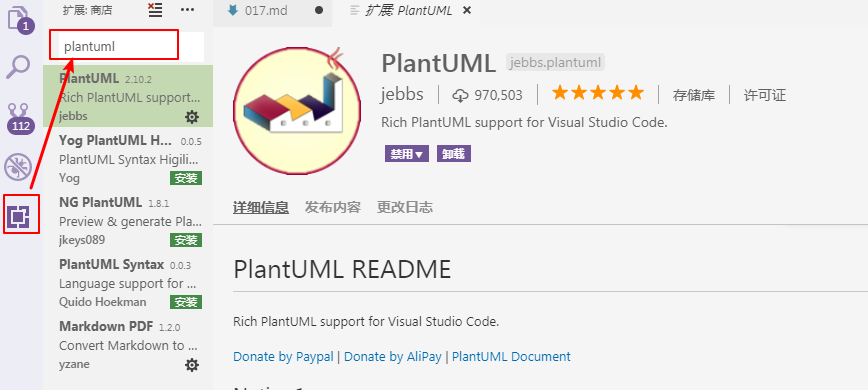 扩展: 商店
1
plantuml
112
PlantUML 2.10.2
Rich PlantUML support...
jebbs
Yog PlantUML H... 0.0.5
PlantUML Syntax Higili...
Yog 安装
NG PlantUML 1.8.1
Preview & generate Pla...
jkeys089 安装
PlantUML Syntax 0.0.3
Language support for ...
Quido Hoekman 安装
Markdown PDF 1.2.0
Convert Markdown to ...
yzane
017.md
扩展: PlantUML
PlantUML jebbs.plantuml
jebbs 970,503 存储库 许可证
Rich PlantUML support for Visual Studio Code.
禁用 卸载
详细信息 发布内容 更改日志
PlantUML README
Rich PlantUML support for Visual Studio Code.
Donate by Paypal | Donate by AliPay | PlantUML Document